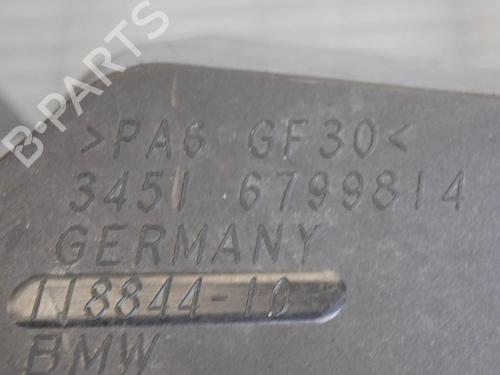 B-PARTS
>PA6 GF30<
3451 6799814
GERMANY
1J8844-10
BMW